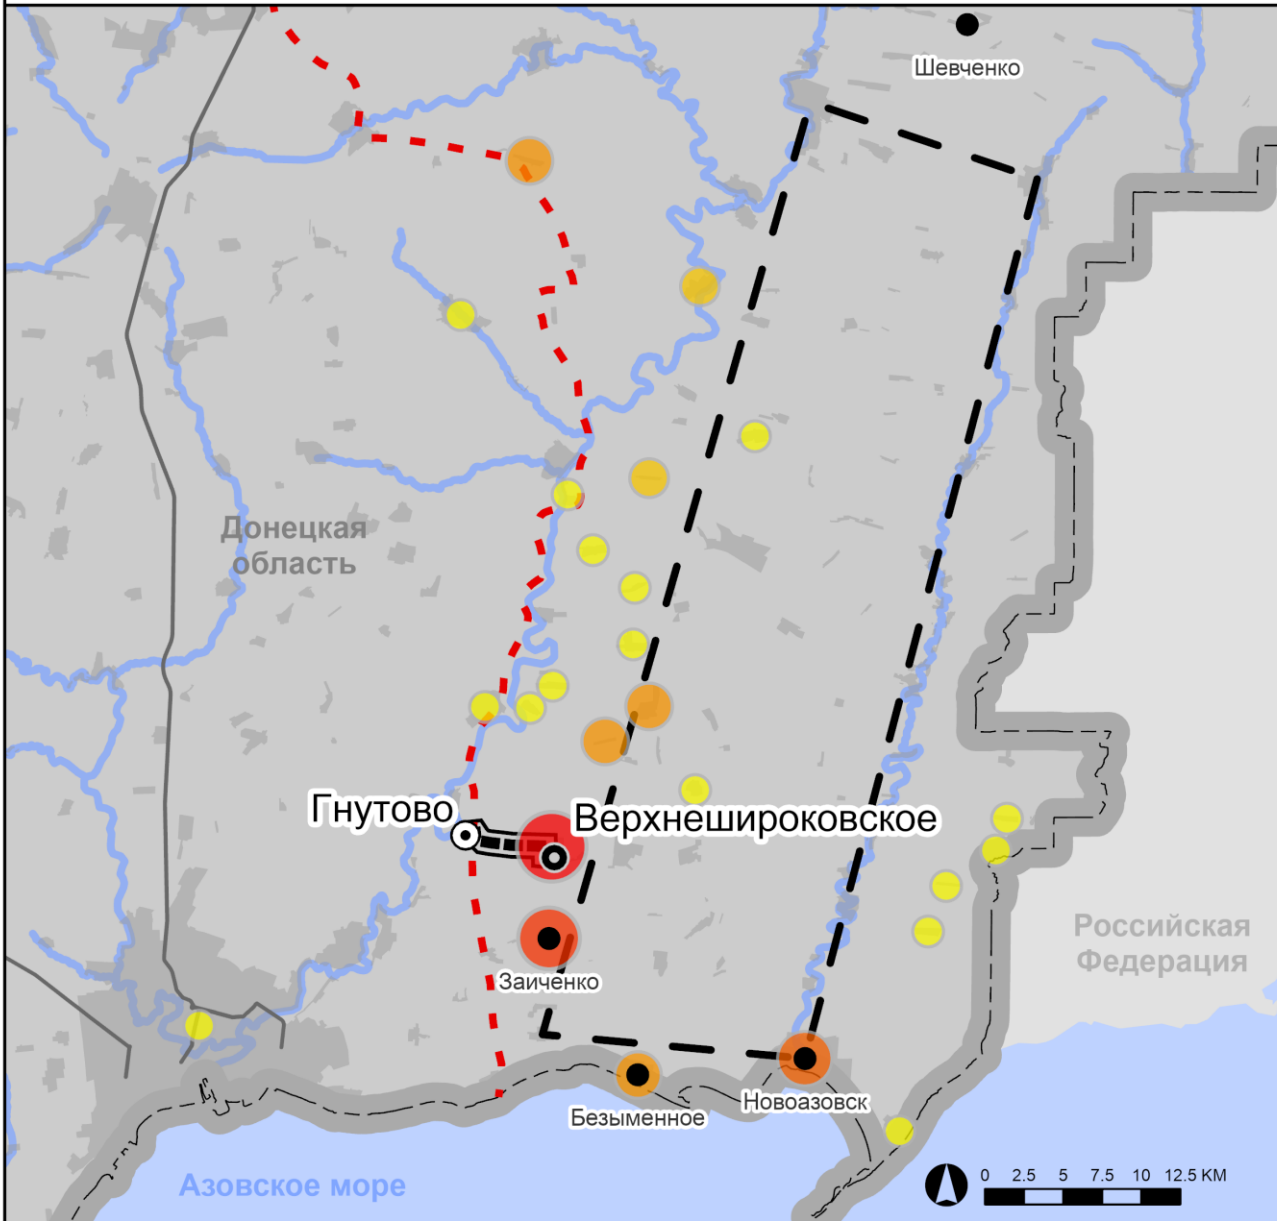 Шевченко
Донецкая
область
Гнутово
Верхнешироковское
Российская
Федерация
Заиченко
Безыменное
Новоазовск
Азовское море
0 2.5 5 7.5 10 12.5 KM